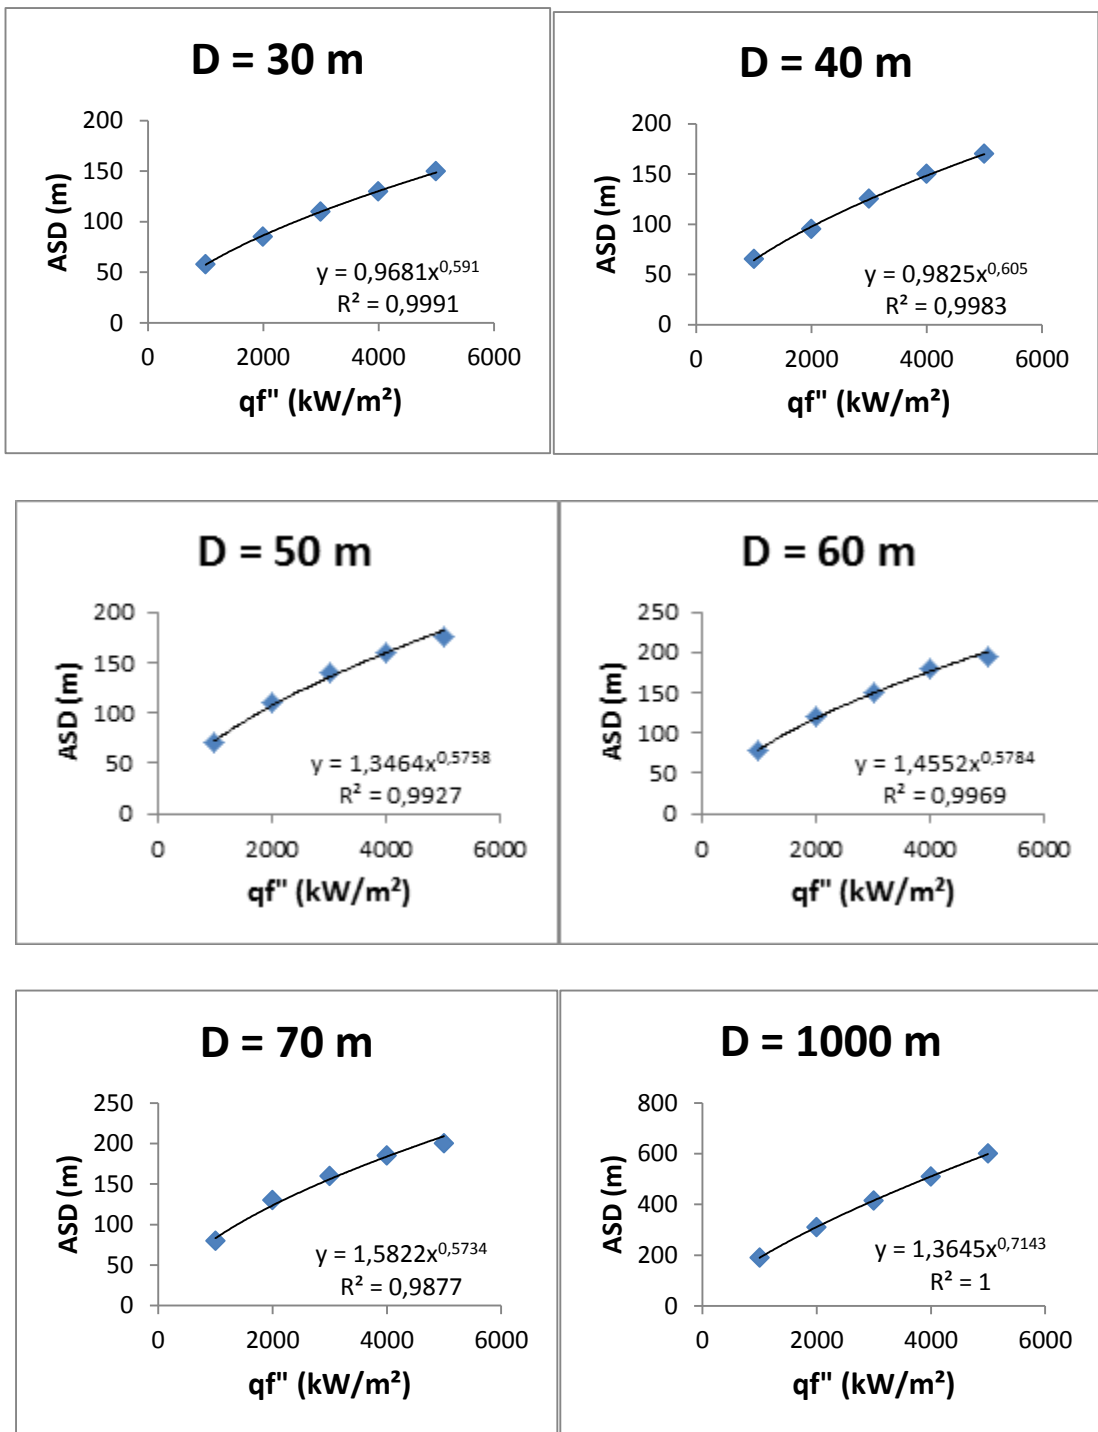 D = 30 m
200
150
100
50
0
ASD (m)
y = 0,9681x^0,591
R² = 0,9991
0 2000 4000 6000
qf" (kW/m²)
D = 40 m
200
150
100
50
0
ASD (m)
y = 0,9825x^0,605
R² = 0,9983
0 2000 4000 6000
qf" (kW/m²)
D = 50 m
200
150
100
50
0
ASD (m)
y = 1,3464x^0,5758
R² = 0,9927
0 2000 4000 6000
qf" (kW/m²)
D = 60 m
250
200
150
100
50
0
ASD (m)
y = 1,4552x^0,5784
R² = 0,9969
0 2000 4000 6000
qf" (kW/m²)
D = 70 m
250
200
150
100
50
0
ASD (m)
y = 1,5822x^0,5734
R² = 0,9877
0 2000 4000 6000
qf" (kW/m²)
D = 1000 m
800
600
400
200
0
ASD (m)
y = 1,3645x^0,7143
R² = 1
0 2000 4000 6000
qf" (kW/m²)